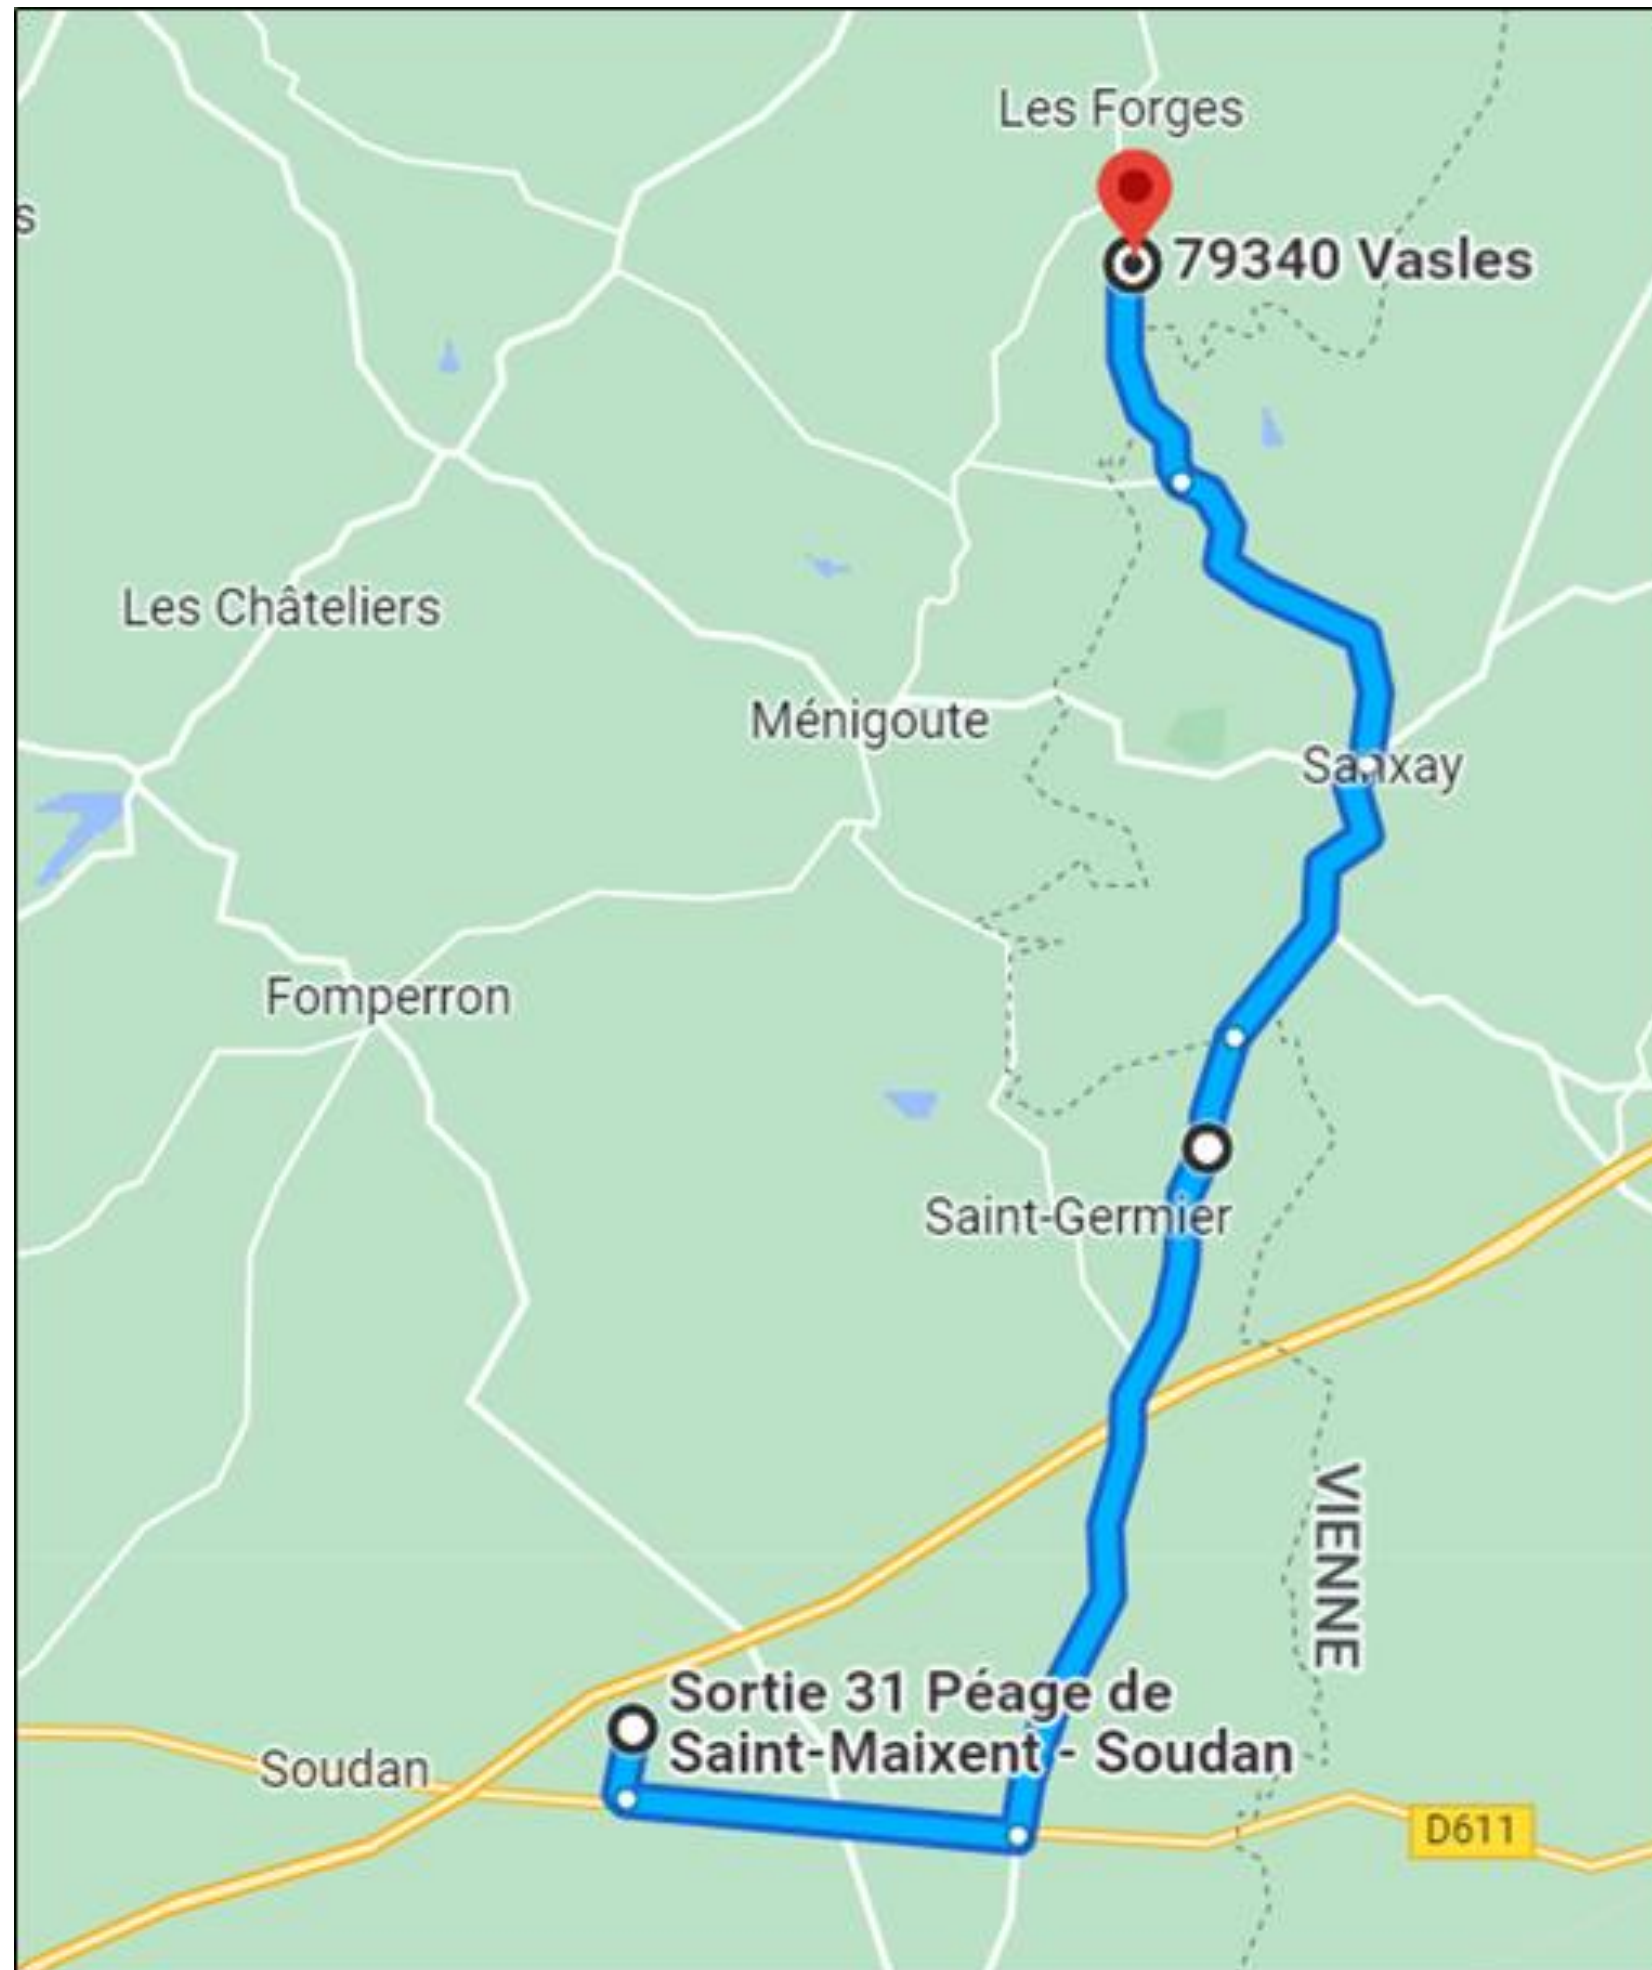 Les Forges
s
79340 Vasles
Les Châteliers
Ménigoute
Sanxay
Fomperron
Saint-Germier
VIENNE
Sortie 31 Péage de
Saint-Maixent - Soudan
Soudan
D611